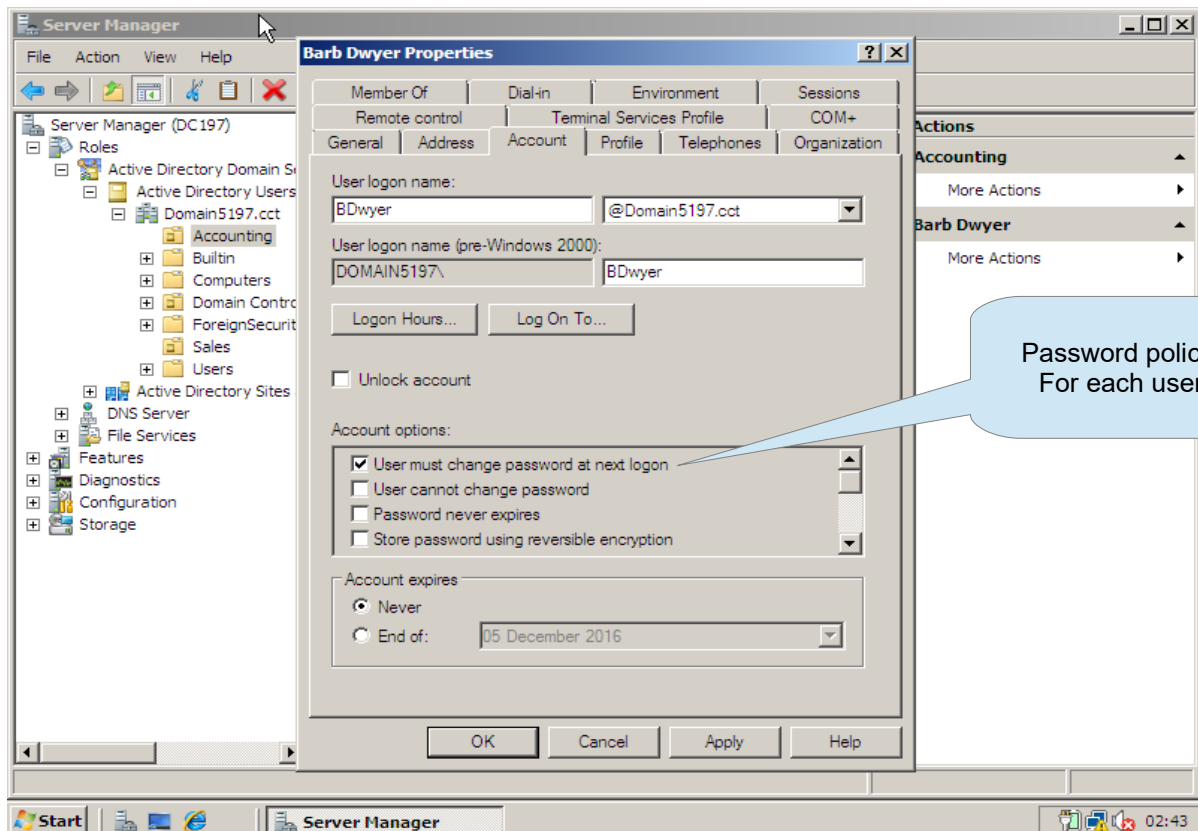 Server Manager
File Action View Help
Server Manager (DC197)
Roles
Active Directory Domain S
Active Directory Users
Domain5197.cct
Accounting
Builtin
Computers
Domain Contro
ForeignSecurit
Sales
Users
Active Directory Sites
DNS Server
File Services
Features
Diagnostics
Configuration
Storage
Barb Dwyer Properties
Member Of Dial-in Environment Sessions
Remote control Terminal Services Profile COM+
General Address Account Profile Telephones Organization
User logon name:
BDwyer @Domain5197.cct
User logon name (pre-Windows 2000):
DOMAIN5197\ BDwyer
Logon Hours... Log On To...
Unlock account
Account options:
User must change password at next logon
User cannot change password
Password never expires
Store password using reversible encryption
Account expires
Never
End of: 05 December 2016
OK Cancel Apply Help
Actions
Accounting
More Actions
Barb Dwyer
More Actions
Password polic
For each user
Start Server Manager 02:43